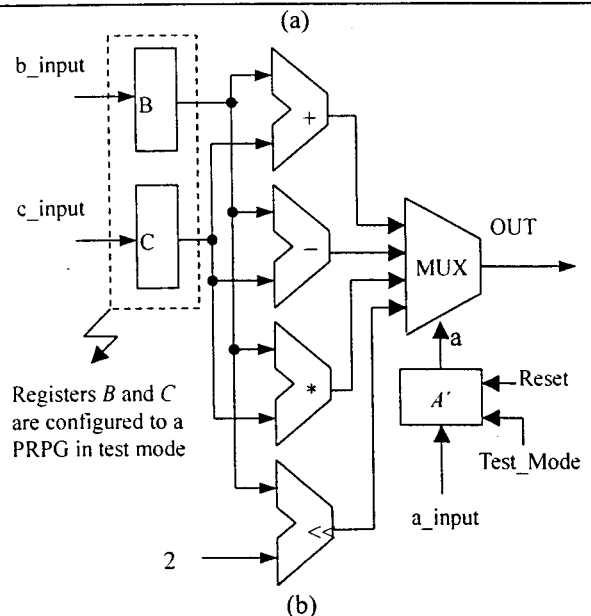 (a)
b_input
B
c_input
C
+
−
*
<<
2
MUX
OUT
a
A′
Reset
Test_Mode
a_input
Registers B and C
are configured to a
PRPG in test mode
(b)